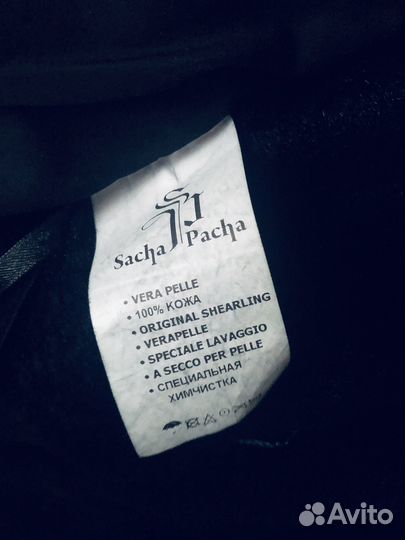 Sacha Pacha
• VERA PELLE
• 100% КОЖА
• ORIGINAL SHEARLING
• VERAPELLE
• SPECIALE LAVAGGIO
• A SECCO PER PELLE
• СПЕЦИАЛЬНАЯ
ХИМЧИСТКА
Avito